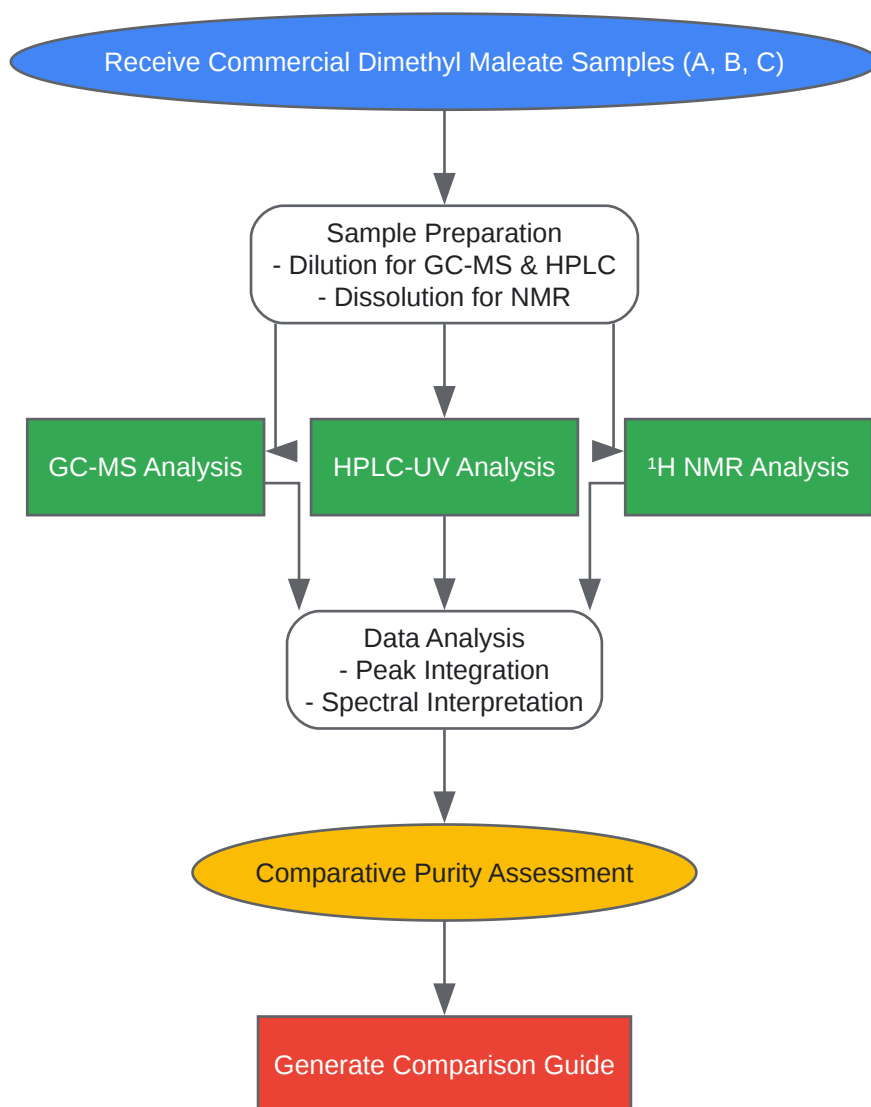 Receive Commercial Dimethyl Maleate Samples (A, B, C)
Sample Preparation
- Dilution for GC-MS & HPLC
- Dissolution for NMR
GC-MS Analysis
HPLC-UV Analysis
¹H NMR Analysis
Data Analysis
- Peak Integration
- Spectral Interpretation
Comparative Purity Assessment
Generate Comparison Guide